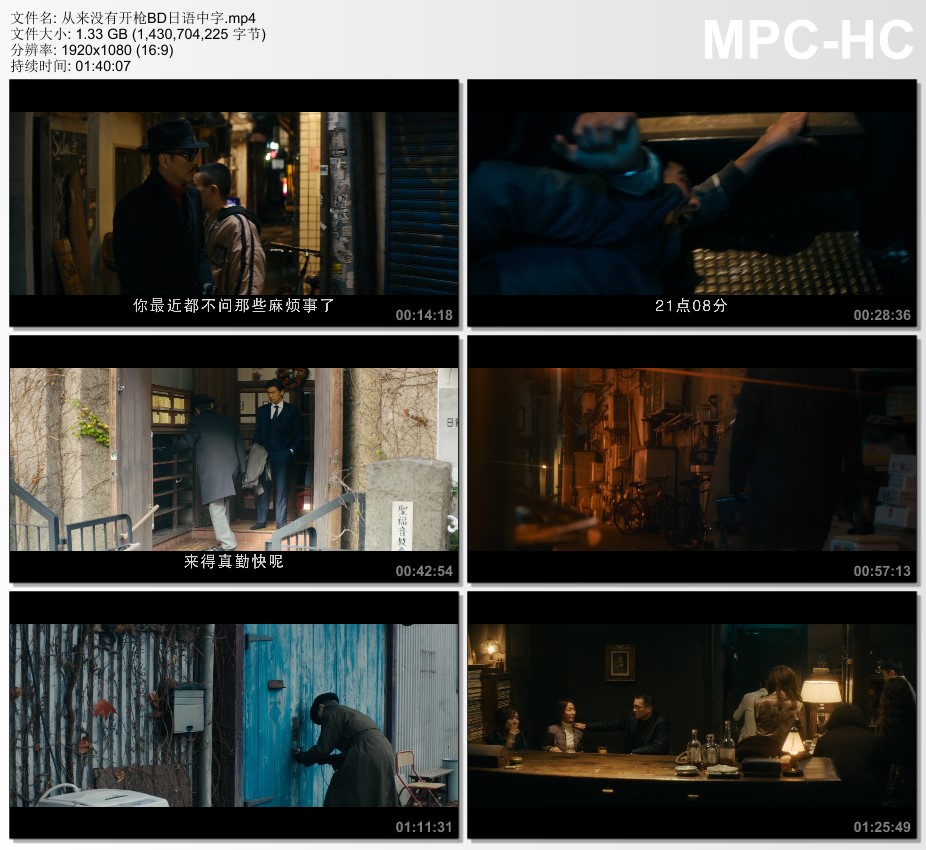 文件名: 从来没有开枪BD日语中字.mp4
文件大小: 1.33 GB (1,430,704,225 字节)
分辨率: 1920x1080 (16:9)
持续时间: 01:40:07
MPC-HC
你最近都不问那些麻烦事了
00:14:18
21点08分
00:28:36
聖福音教
来得真勤快呢
00:42:54
00:57:13
01:11:31
01:25:49